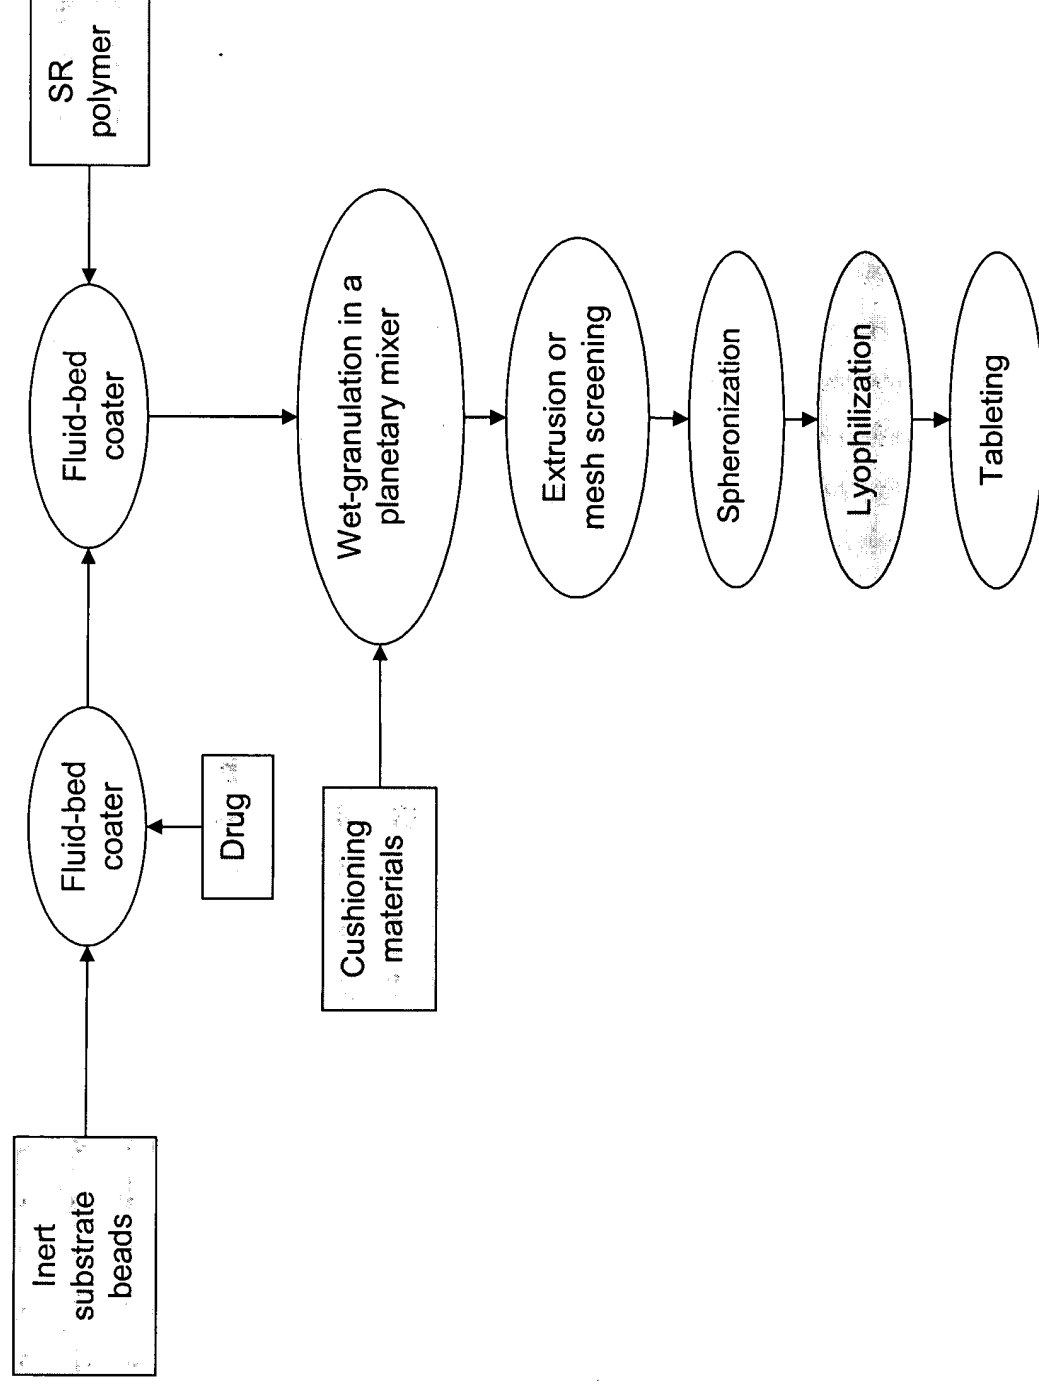 Inert
substrate
beads
Fluid-bed
coater
Drug
Fluid-bed
coater
SR
polymer
Cushioning
materials
Wet-granulation in a
planetary mixer
Extrusion or
mesh screening
Spheronization
Lyophilization
Tableting